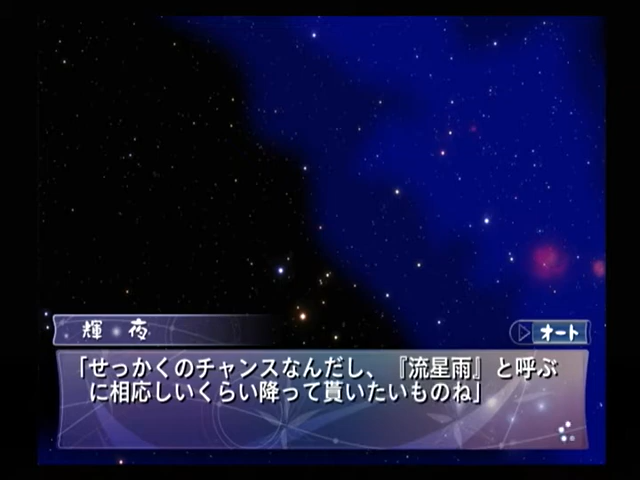 輝夜
オート
「せっかくのチャンスなんだし、『流星雨』と呼ぶ
に相応しいくらい降って貰いたいものね」